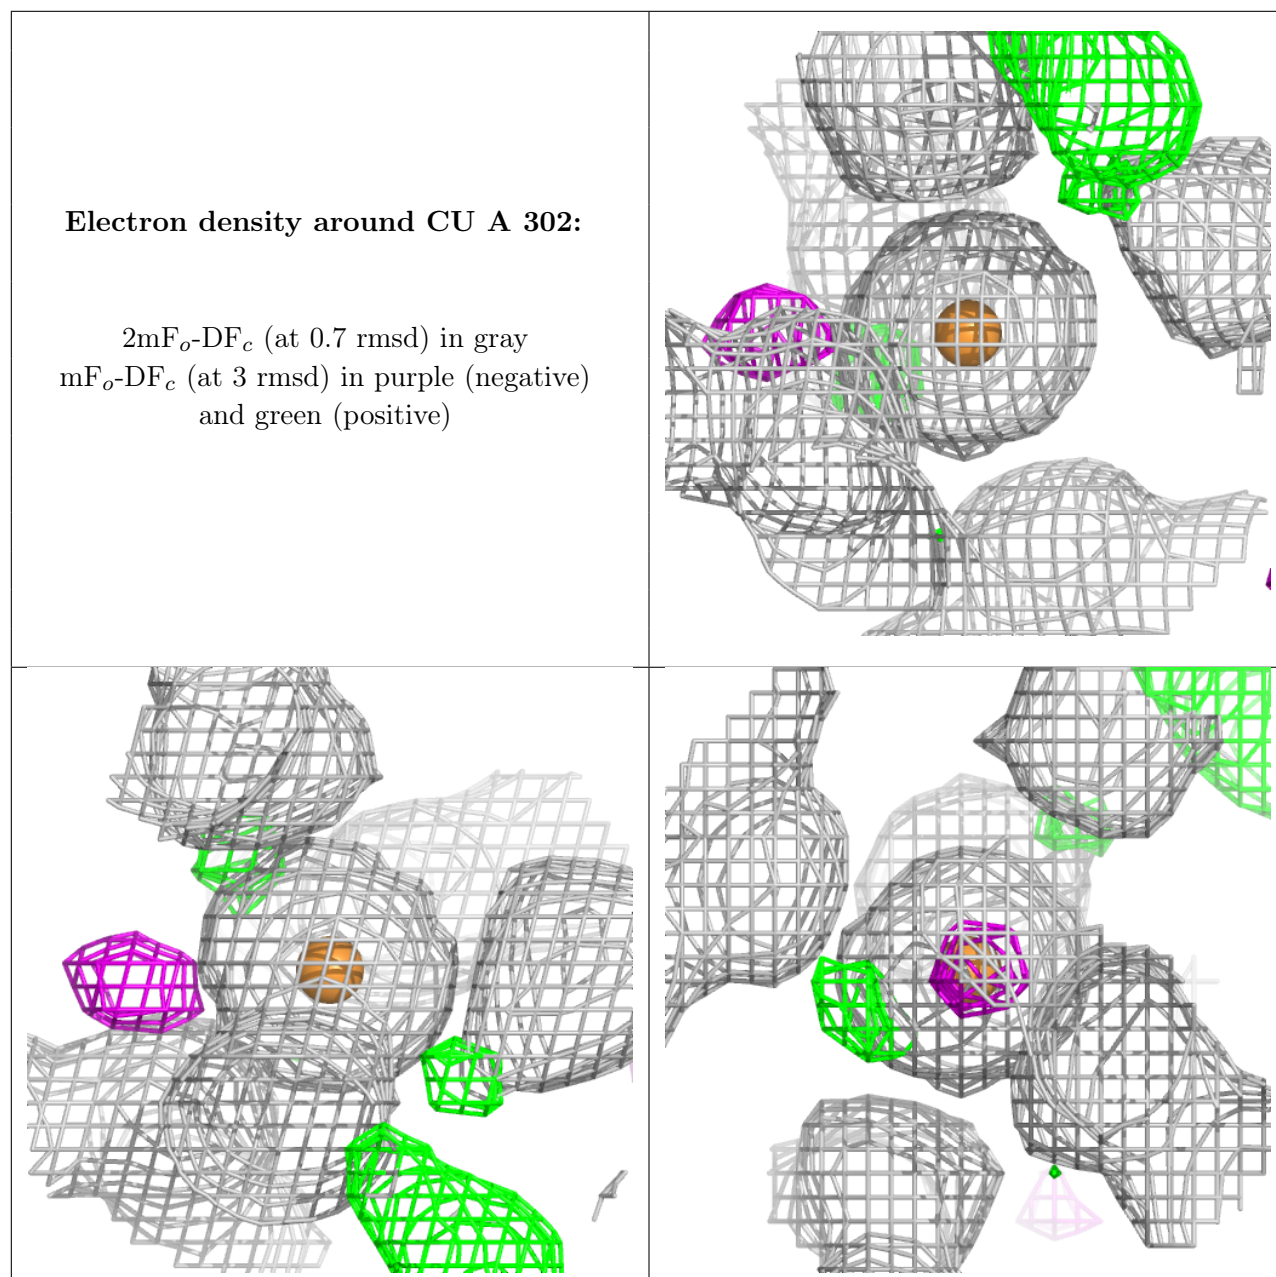 Electron density around CU A 302:
2mFo-DFc (at 0.7 rmsd) in gray
mFo-DFc (at 3 rmsd) in purple (negative)
and green (positive)